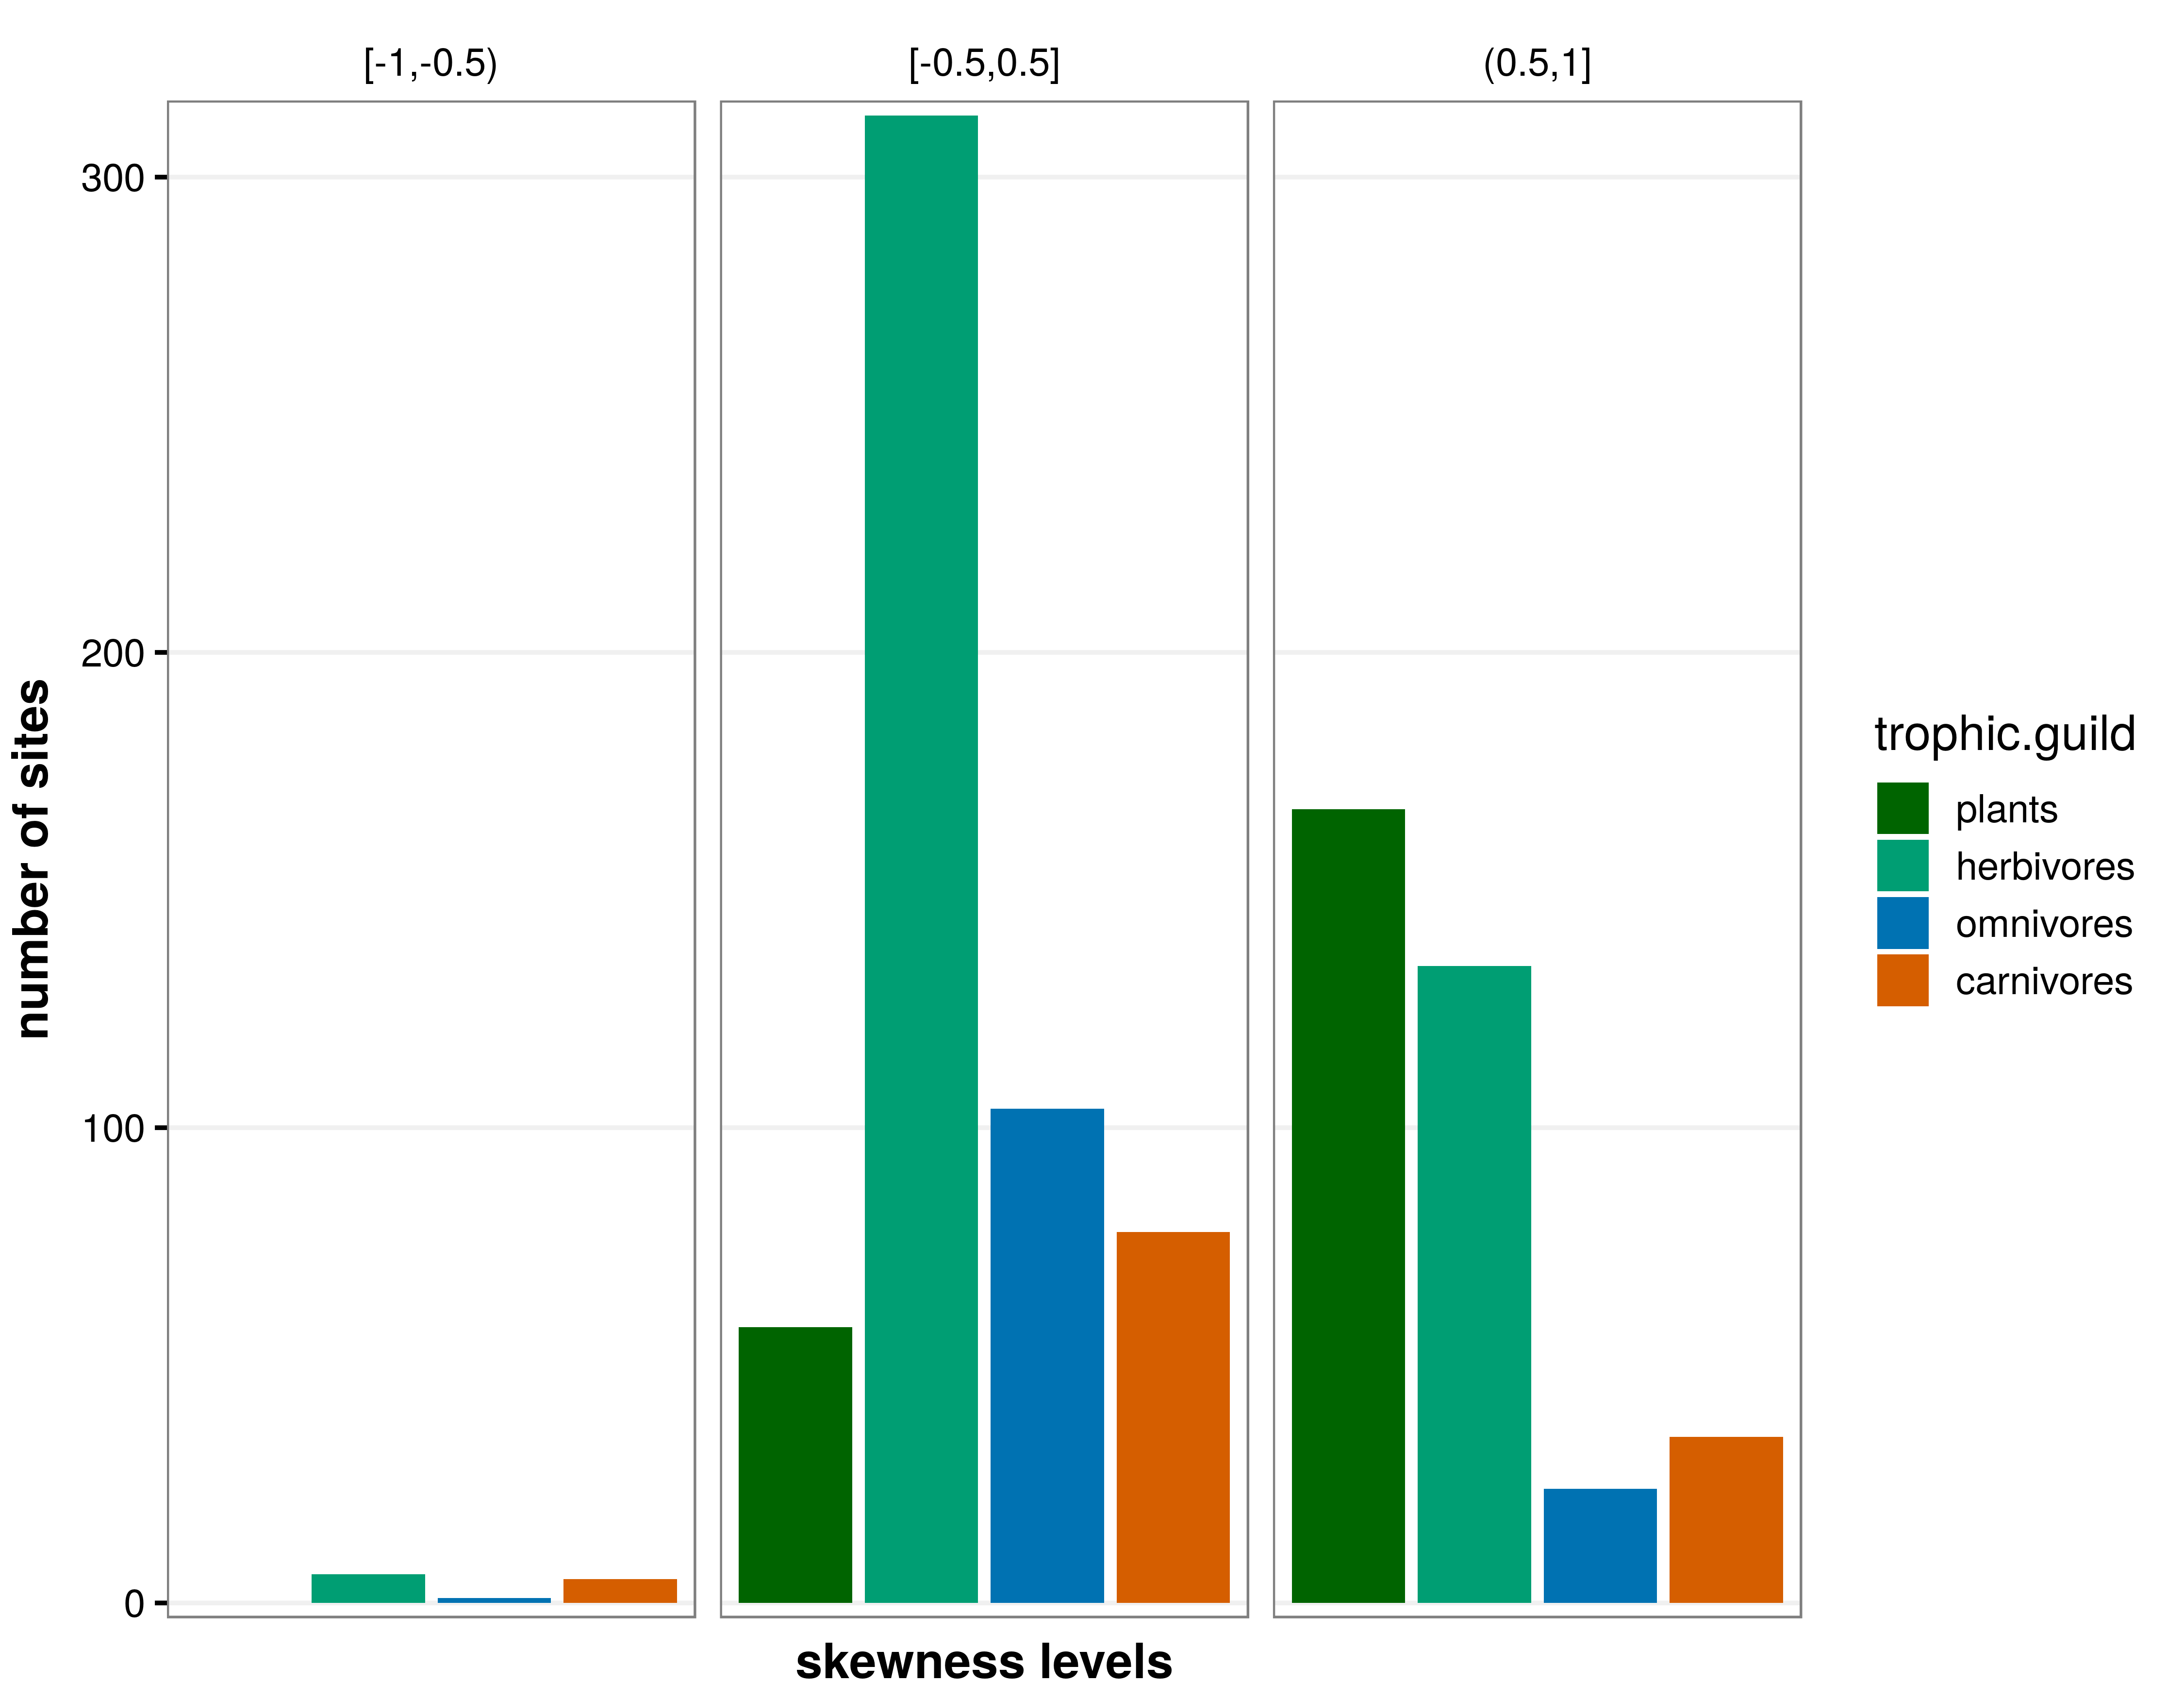 [-1,-0.5) [-0.5,0.5] (0.5,1]
300
200
100
0
number of sites
skewness levels
trophic.guild
plants
herbivores
omnivores
carnivores